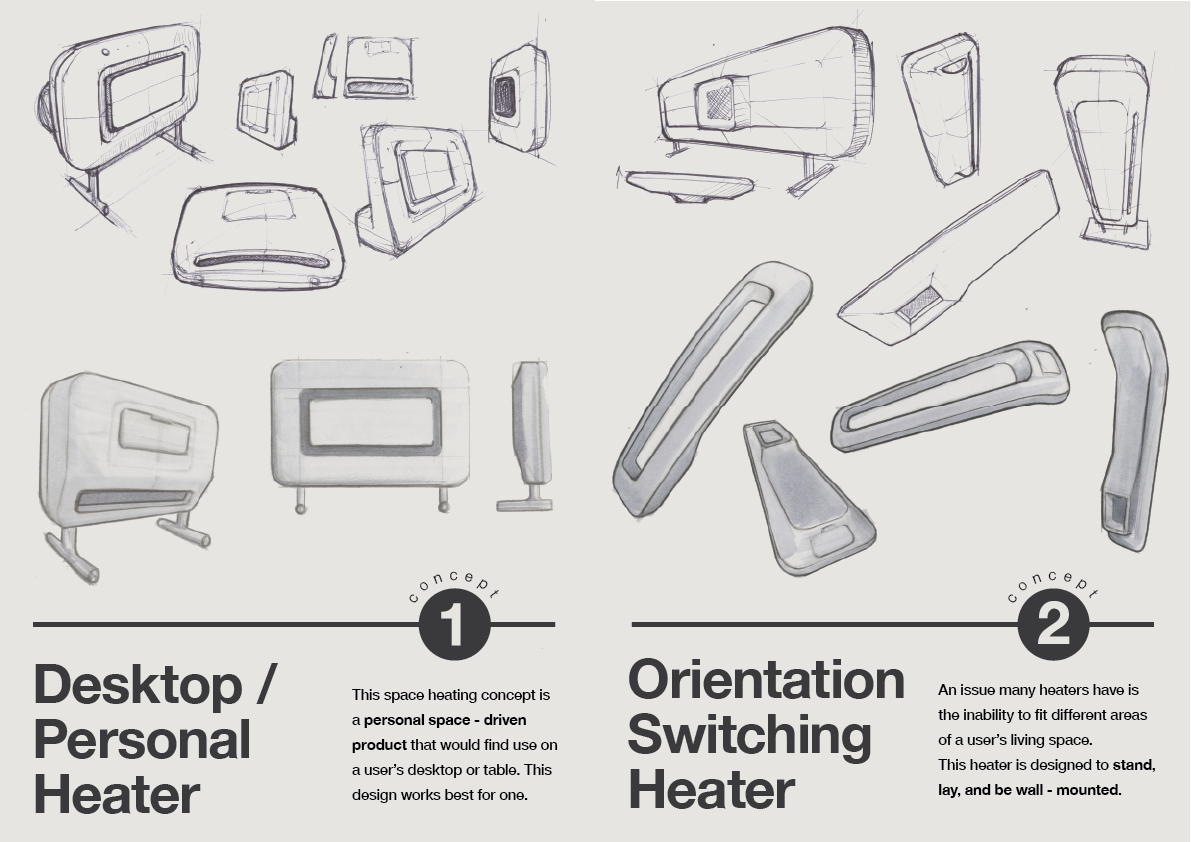 concept
1
Desktop /
Personal
Heater
This space heating concept is
a personal space - driven
product that would find use on
a user's desktop or table. This
design works best for one.
concept
2
Orientation
Switching
Heater
An issue many heaters have is
the inability to fit different areas
of a user's living space.
This heater is designed to stand,
lay, and be wall - mounted.